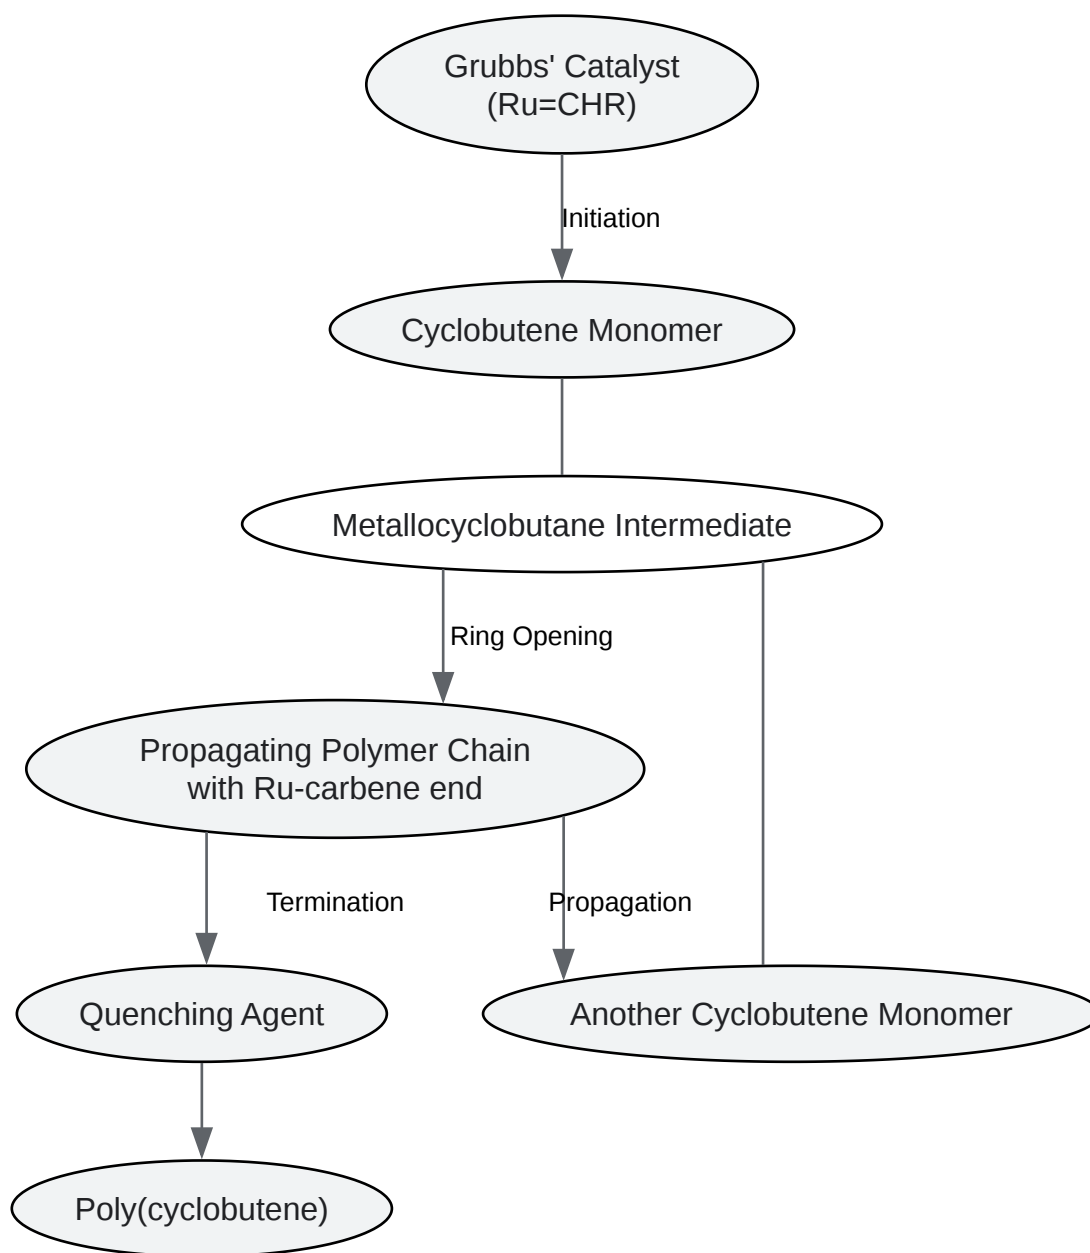 Grubbs' Catalyst
(Ru=CHR)
Initiation
Cyclobutene Monomer
Metallocyclobutane Intermediate
Ring Opening
Propagating Polymer Chain
with Ru-carbene end
Termination
Propagation
Quenching Agent
Another Cyclobutene Monomer
Poly(cyclobutene)